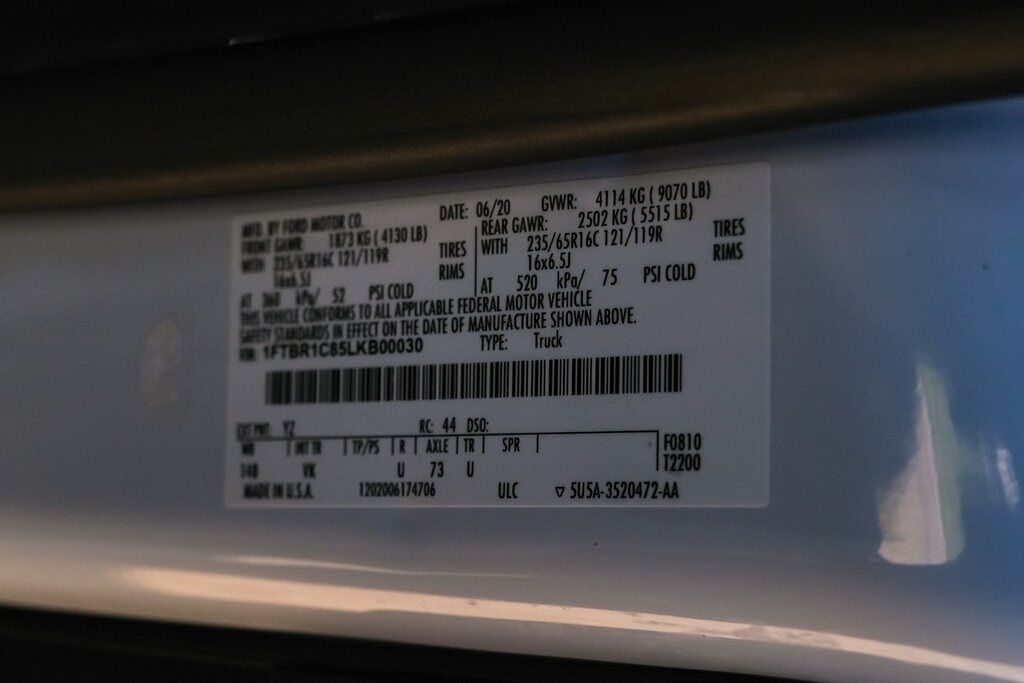 MFD. BY FORD MOTOR CO. DATE: 06/20 GVWR: 4114 KG ( 9070 LB)
FRONT GAWR: 1873 KG ( 4130 LB) REAR GAWR: 2502 KG ( 5515 LB)
WITH 235/65R16C 121/119R TIRES WITH 235/65R16C 121/119R TIRES
16x6.5J RIMS 16x6.5J RIMS
AT 360 kPa/ 52 PSI COLD AT 520 kPa/ 75 PSI COLD
THIS VEHICLE CONFORMS TO ALL APPLICABLE FEDERAL MOTOR VEHICLE
SAFETY STANDARDS IN EFFECT ON THE DATE OF MANUFACTURE SHOWN ABOVE.
VIN: 1FTBR1C85LKB00030 TYPE: Truck
EXT PNT: YZ RC: 44 DSO:
WB INT TR TP/PS R AXLE TR SPR F0810
148 VK U 73 U T2200
MADE IN U.S.A. 1202006174706 ULC ▽ 5U5A-3520472-AA